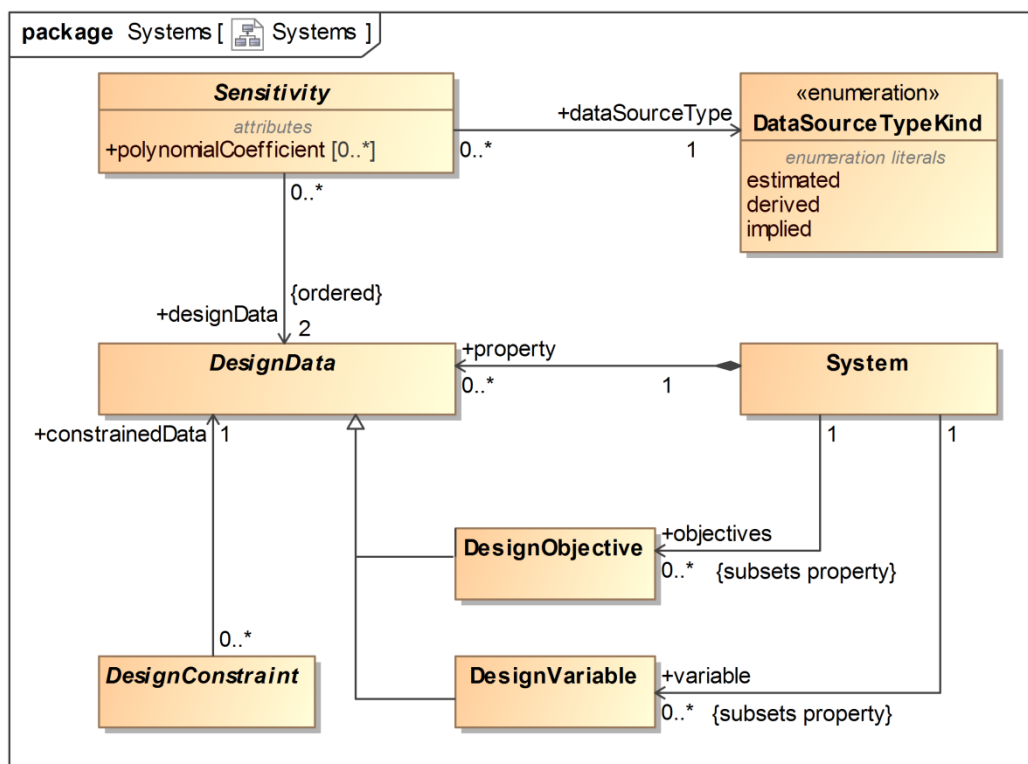 package Systems [ Systems ]
Sensitivity
attributes
+polynomialCoefficient [0..*]
0..*
+dataSourceType
1
«enumeration»
DataSourceTypeKind
enumeration literals
estimated
derived
implied
0..*
{ordered}
+designData
2
DesignData
+property
0..*
1
System
+constrainedData
1
1
1
DesignObjective
+objectives
0..* {subsets property}
0..*
DesignConstraint
DesignVariable
+variable
0..* {subsets property}